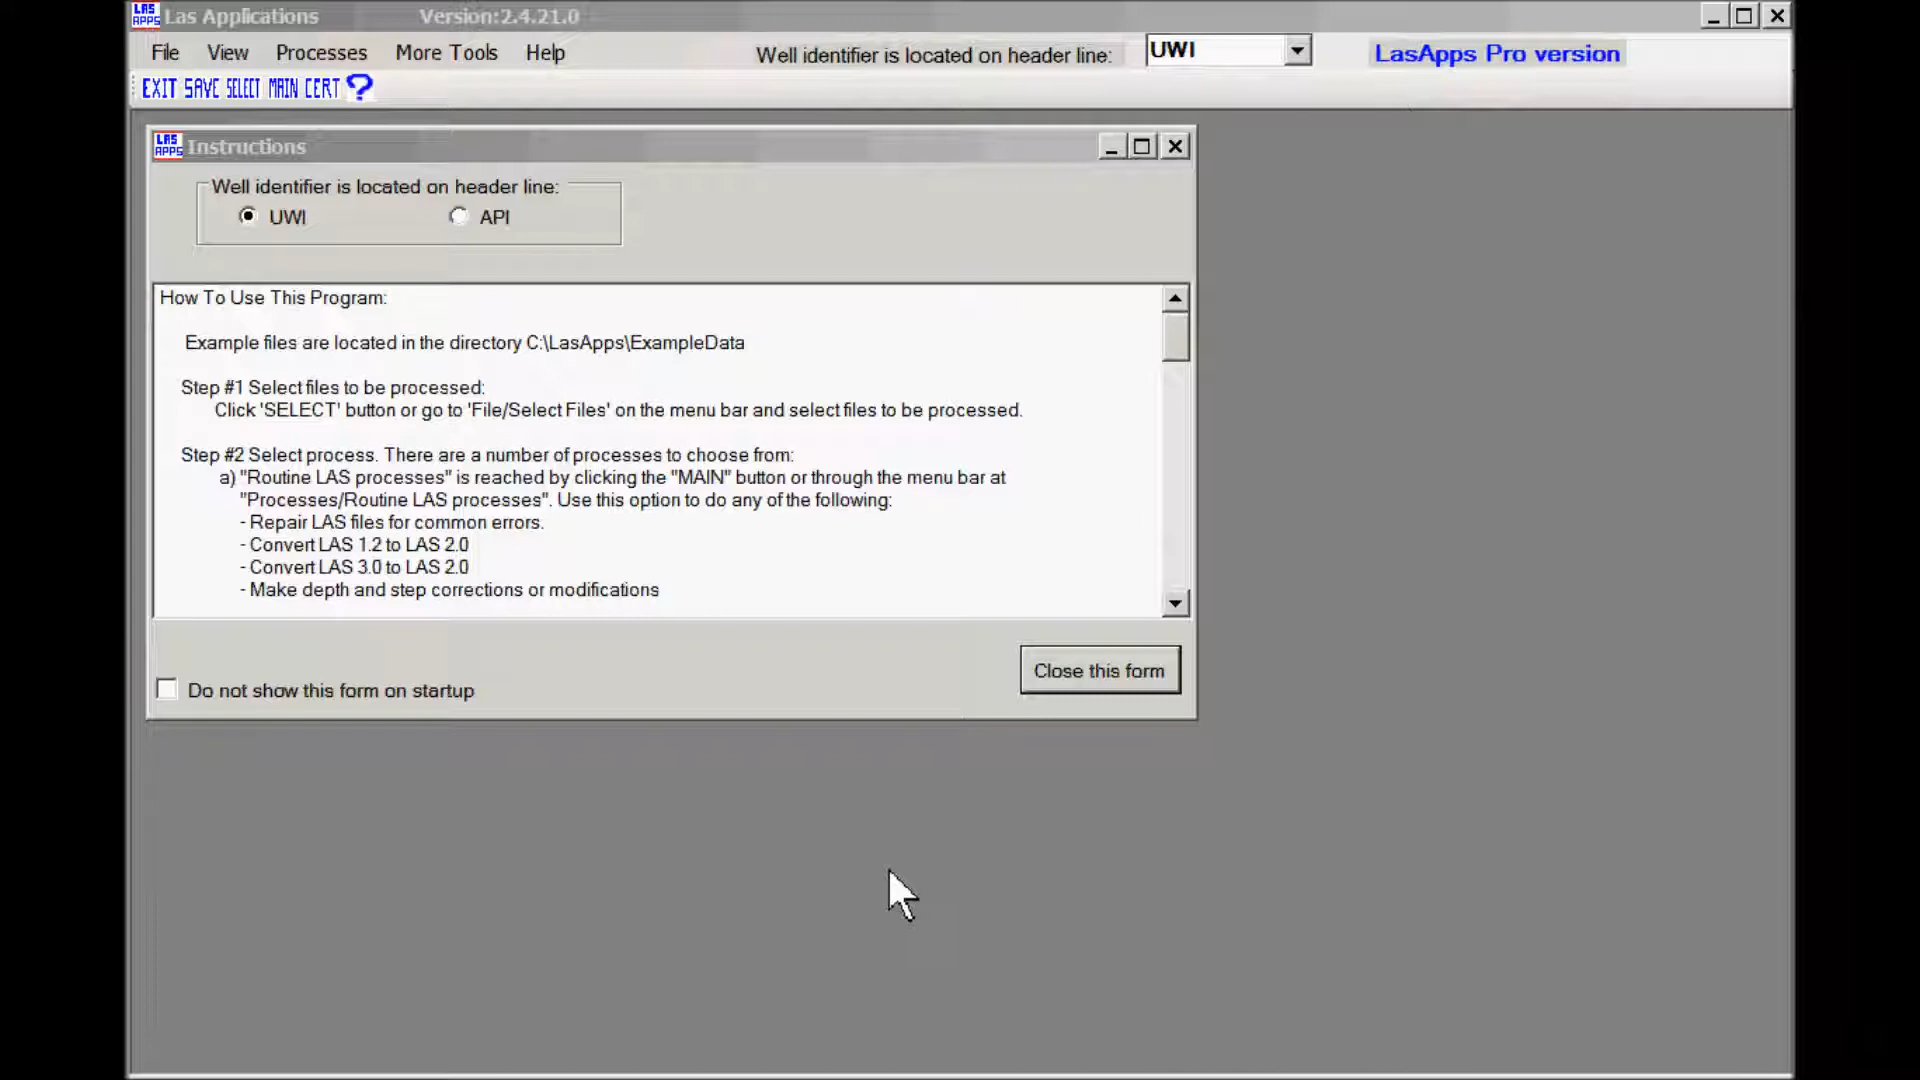 LAS APPS Las Applications Version:2.4.21.0
File View Processes More Tools Help Well identifier is located on header line: UWI LasApps Pro version
EXIT SAVE SELECT MAIN CERT ?
LAS APPS Instructions
Well identifier is located on header line:
UWI API
How To Use This Program:
Example files are located in the directory C:\LasApps\ExampleData
Step #1 Select files to be processed:
Click 'SELECT' button or go to 'File/Select Files' on the menu bar and select files to be processed.
Step #2 Select process. There are a number of processes to choose from:
a) "Routine LAS processes" is reached by clicking the "MAIN" button or through the menu bar at
"Processes/Routine LAS processes". Use this option to do any of the following:
- Repair LAS files for common errors.
- Convert LAS 1.2 to LAS 2.0
- Convert LAS 3.0 to LAS 2.0
- Make depth and step corrections or modifications
Close this form
Do not show this form on startup